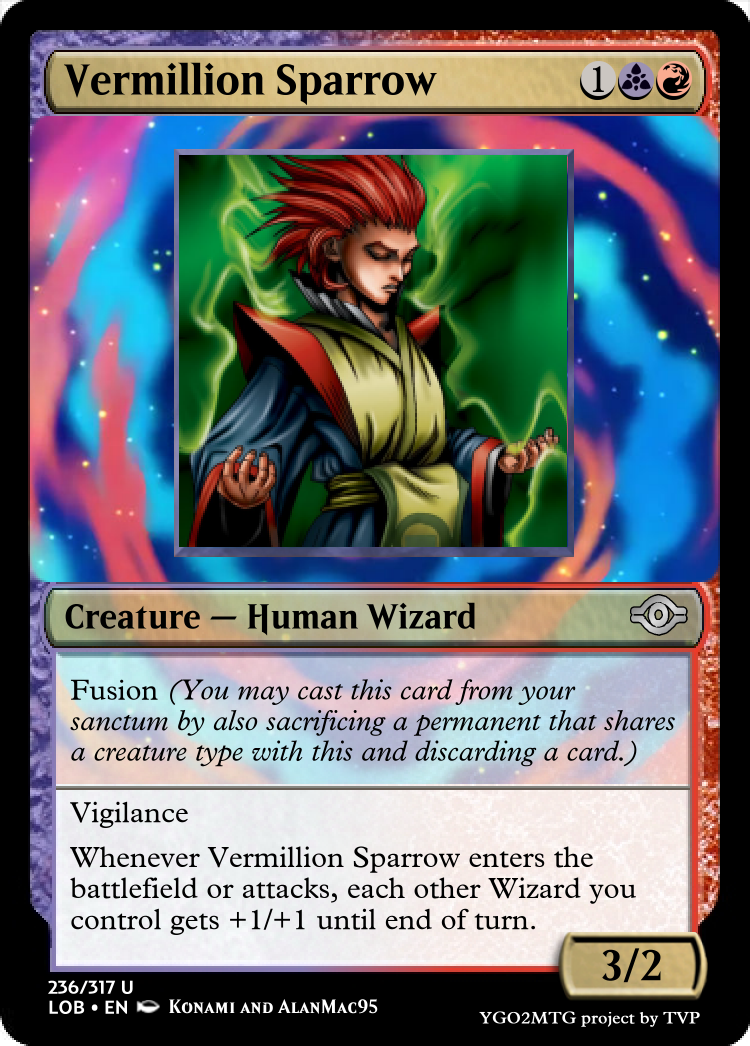 Vermillion Sparrow 1
Creature — Human Wizard
Fusion (You may cast this card from your
sanctum by also sacrificing a permanent that shares
a creature type with this and discarding a card.)
Vigilance
Whenever Vermillion Sparrow enters the
battlefield or attacks, each other Wizard you
control gets +1/+1 until end of turn.
3/2
236/317 U
LOB • EN Konami and AlanMac95
YGO2MTG project by TVP